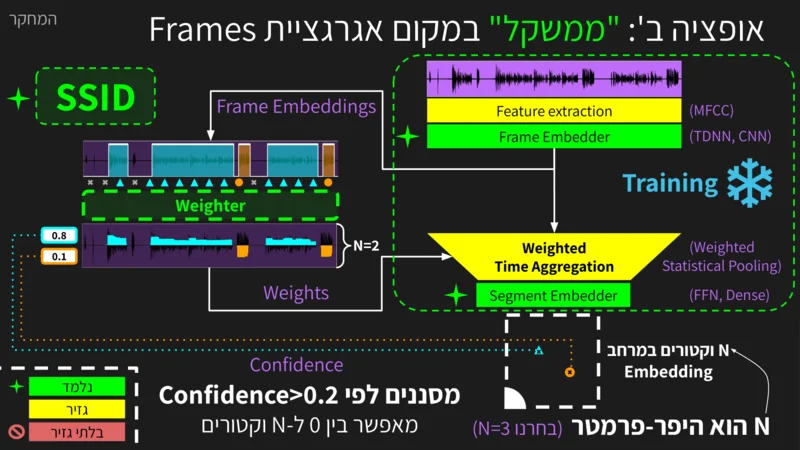 המחקר
אופציה ב': "ממשקל" במקום אגרגציית Frames
SSID
Frame Embeddings
Feature extraction
(MFCC)
Frame Embedder
(TDNN, CNN)
Training
Weighter
0.8
0.1
N=2
Weights
Weighted
Time Aggregation
(Weighted
Statistical Pooling)
Segment Embedder
(FFN, Dense)
Confidence
N וקטורים במרחב
Embedding
מסננים לפי Confidence>0.2
מאפשר בין 0 ל-N וקטורים
N הוא היפר-פרמטר (בחרנו N=3)
נלמד
גזיר
בלתי גזיר